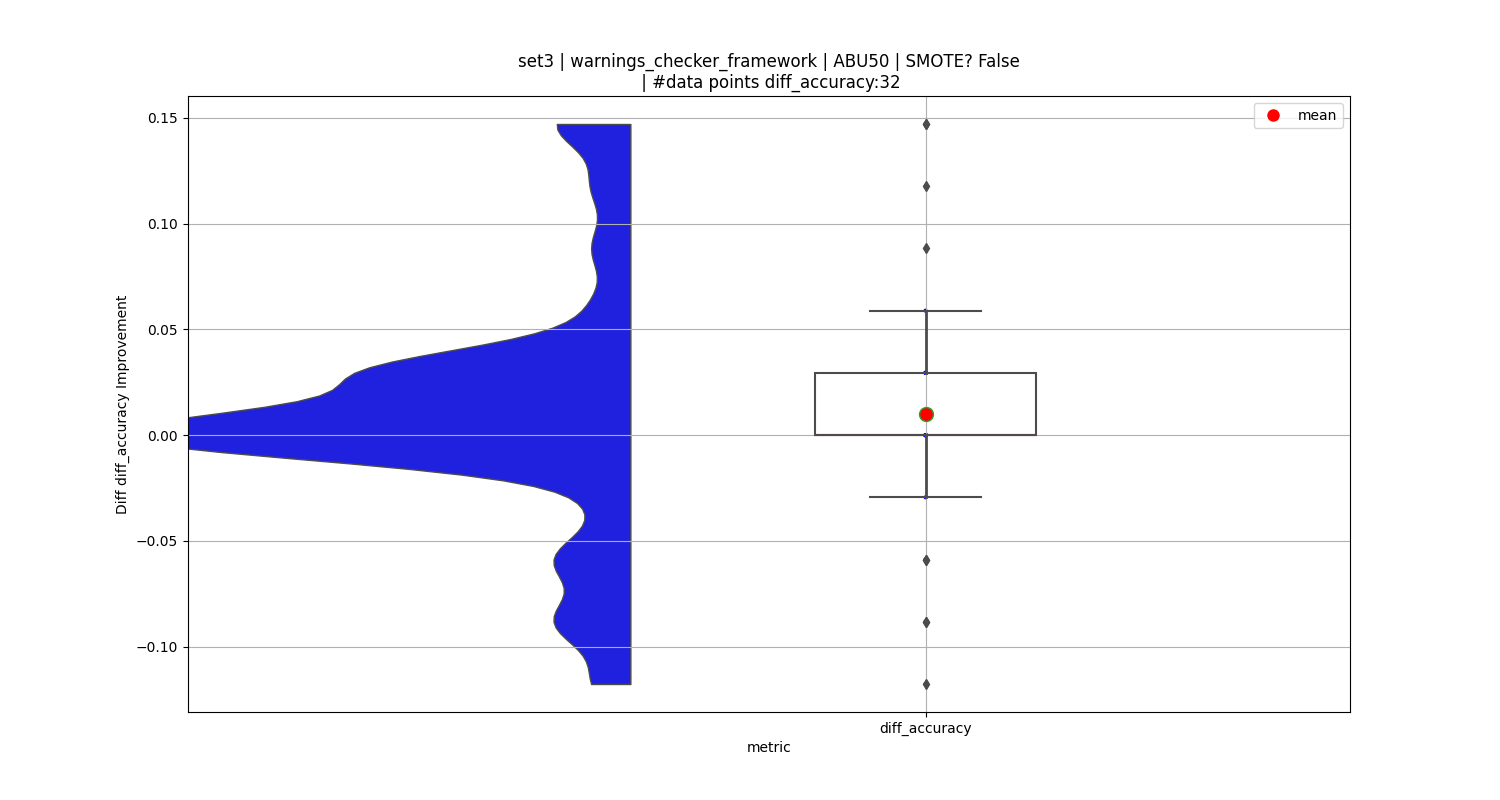 set3 | warnings_checker_framework | ABU50 | SMOTE? False
| #data points diff_accuracy:32
mean
0.15
0.10
0.05
0.00
−0.05
−0.10
Diff diff_accuracy Improvement
diff_accuracy
metric